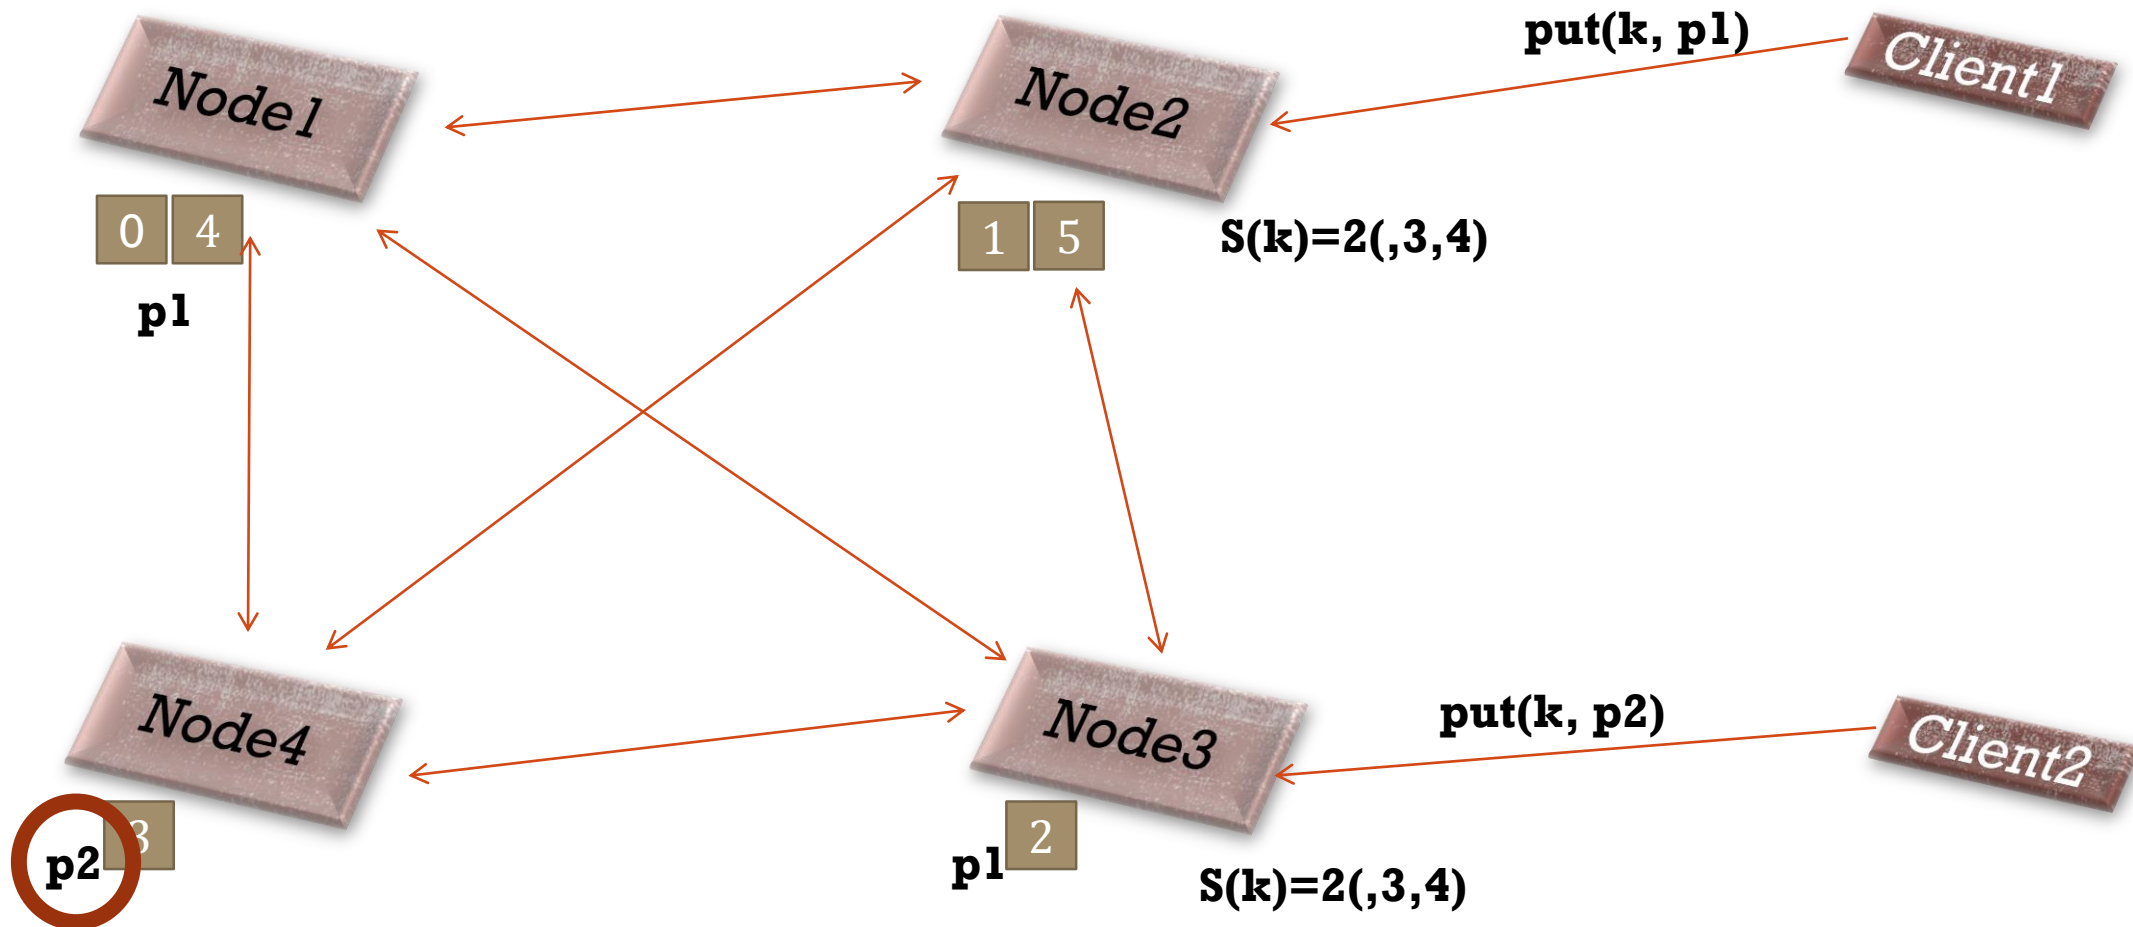 put(k, p1)
Node1
Node2
Client1
0 4
1 5
S(k)=2(,3,4)
p1
Node4
Node3
put(k, p2)
Client2
p2 3
p1 2
S(k)=2(,3,4)